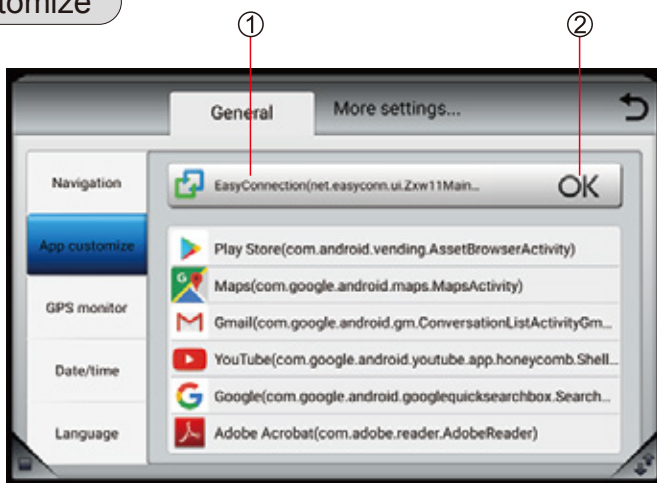 ① ②
General More settings...
Navigation
EasyConnection(net.easyconn.ui.Zxw11Main... OK
App customize
Play Store(com.android.vending.AssetBrowserActivity)
Maps(com.google.android.maps.MapsActivity)
GPS monitor
Gmail(com.google.android.gm.ConversationListActivityGm...
Date/time
YouTube(com.google.android.youtube.app.honeycomb.Shell...
Google(com.google.android.googlequicksearchbox.Search...
Language
Adobe Acrobat(com.adobe.reader.AdobeReader)